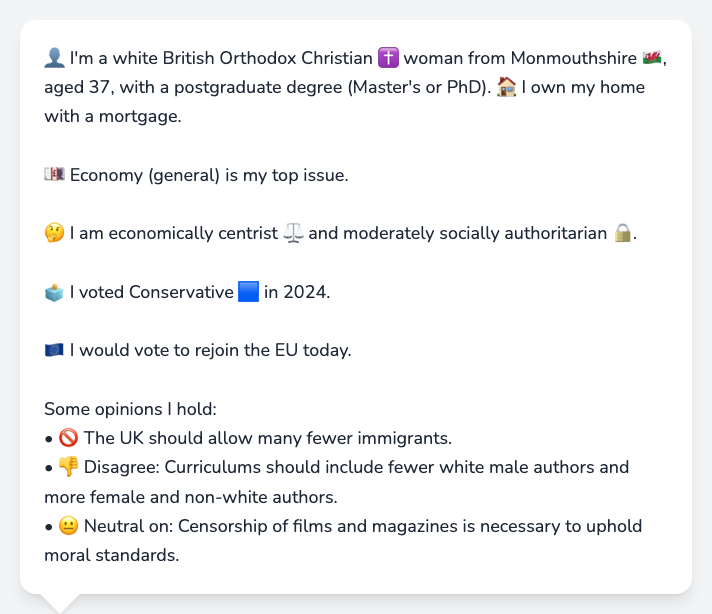 👤 I'm a white British Orthodox Christian ✝️ woman from Monmouthshire 🏴󠁧󠁢󠁷󠁬󠁳󠁿,
aged 37, with a postgraduate degree (Master's or PhD). 🏠 I own my home
with a mortgage.
💷 Economy (general) is my top issue.
🤔 I am economically centrist ⚖️ and moderately socially authoritarian 🔒.
🗳️ I voted Conservative 🟦 in 2024.
🇪🇺 I would vote to rejoin the EU today.
Some opinions I hold:
• 🚫 The UK should allow many fewer immigrants.
• 👎 Disagree: Curriculums should include fewer white male authors and
more female and non-white authors.
• 😐 Neutral on: Censorship of films and magazines is necessary to uphold
moral standards.